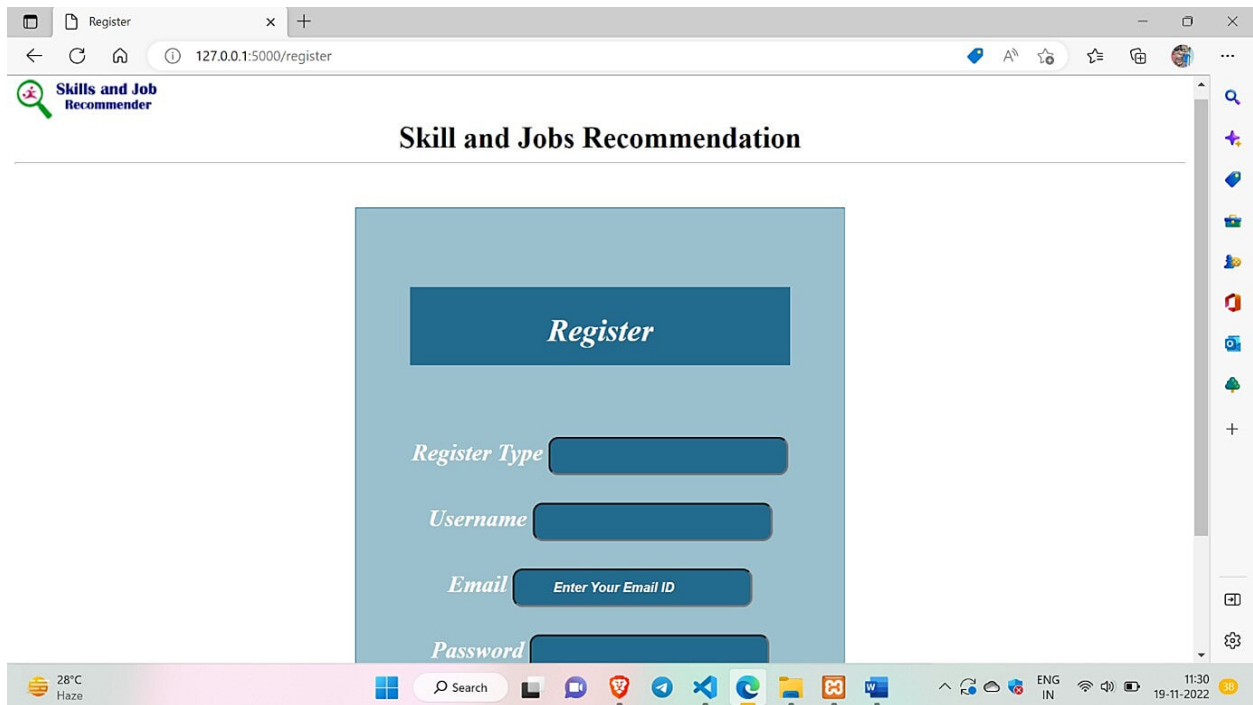 Register
127.0.0.1:5000/register
Skills and Job
Recommender
Skill and Jobs Recommendation
Register
Register Type
Username
Email
Enter Your Email ID
Password
28°C
Haze
Search
ENG
IN
11:30
19-11-2022
38